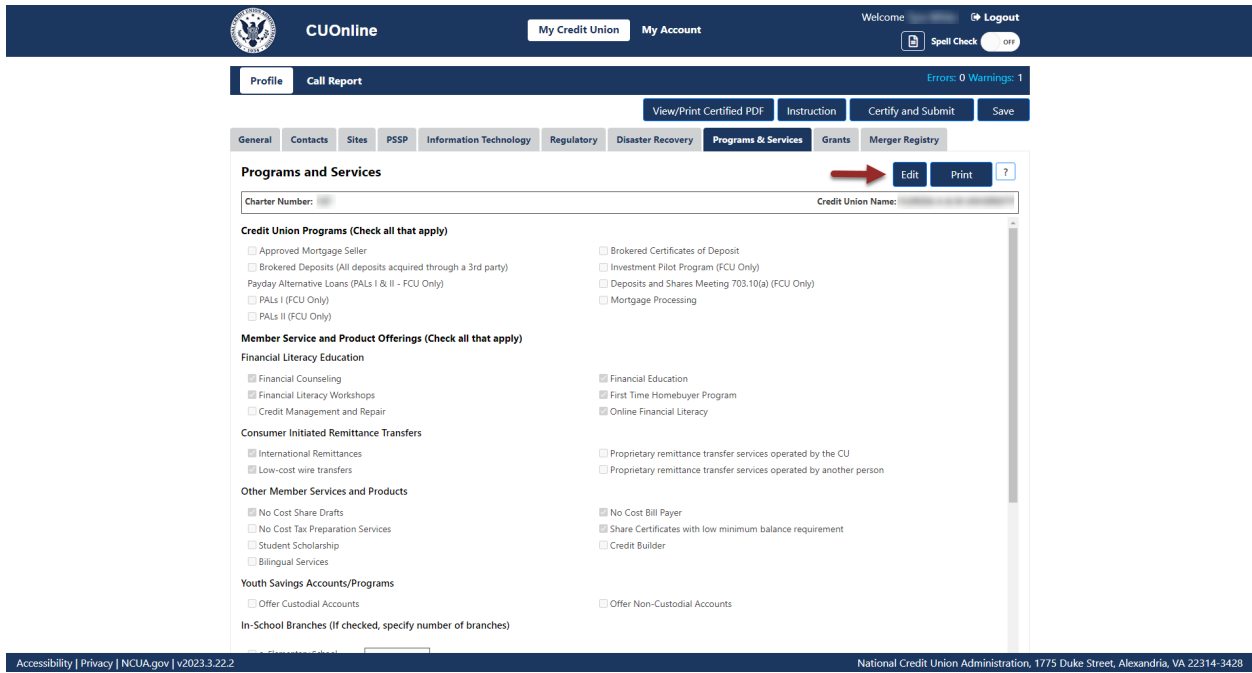 CUOnline
My Credit Union
My Account
Welcome
Logout
Spell Check OFF
Profile
Call Report
Errors: 0 Warnings: 1
View/Print Certified PDF
Instruction
Certify and Submit
Save
General
Contacts
Sites
PSSP
Information Technology
Regulatory
Disaster Recovery
Programs & Services
Grants
Merger Registry
Programs and Services
Edit
Print
?
Charter Number:
Credit Union Name:
Credit Union Programs (Check all that apply)
Approved Mortgage Seller
Brokered Certificates of Deposit
Brokered Deposits (All deposits acquired through a 3rd party)
Investment Pilot Program (FCU Only)
Payday Alternative Loans (PALs I & II - FCU Only)
Deposits and Shares Meeting 703.10(a) (FCU Only)
PALs I (FCU Only)
Mortgage Processing
PALs II (FCU Only)
Member Service and Product Offerings (Check all that apply)
Financial Literacy Education
Financial Counseling
Financial Education
Financial Literacy Workshops
First Time Homebuyer Program
Credit Management and Repair
Online Financial Literacy
Consumer Initiated Remittance Transfers
International Remittances
Proprietary remittance transfer services operated by the CU
Low-cost wire transfers
Proprietary remittance transfer services operated by another person
Other Member Services and Products
No Cost Share Drafts
No Cost Bill Payer
No Cost Tax Preparation Services
Share Certificates with low minimum balance requirement
Student Scholarship
Credit Builder
Bilingual Services
Youth Savings Accounts/Programs
Offer Custodial Accounts
Offer Non-Custodial Accounts
In-School Branches (If checked, specify number of branches)
Accessibility | Privacy | NCUA.gov | v2023.3.22.2
National Credit Union Administration, 1775 Duke Street, Alexandria, VA 22314-3428